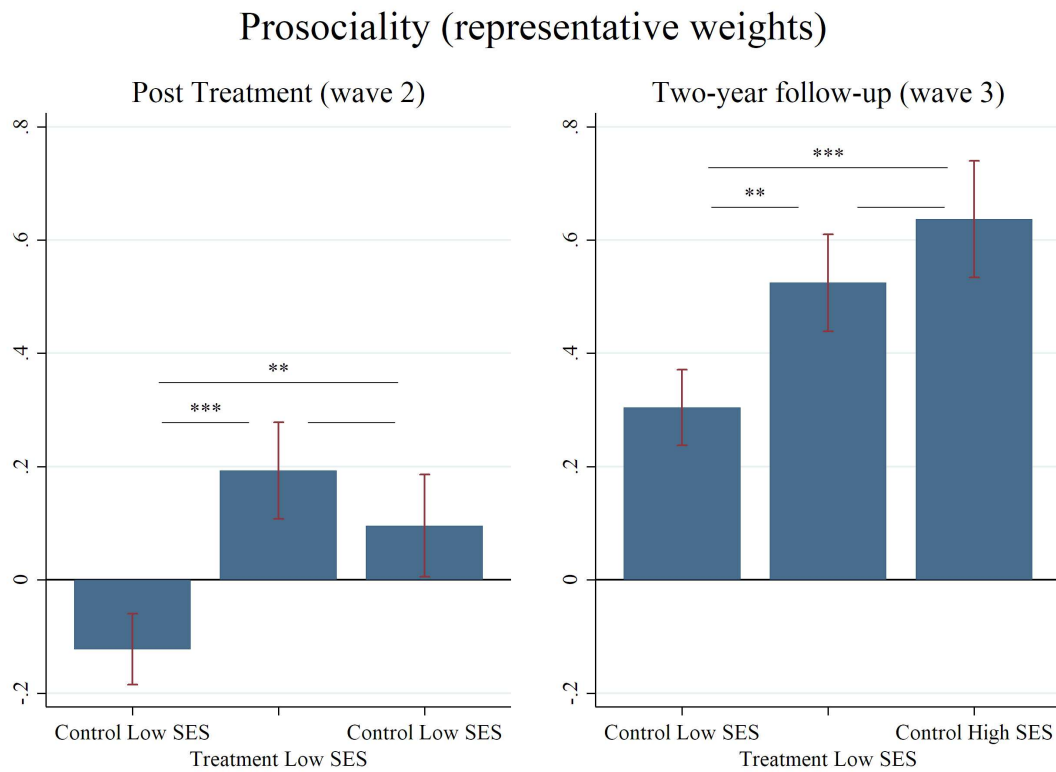 Prosociality (representative weights)
Post Treatment (wave 2)
.8
.6
.4
.2
0
-.2
**
***
Control Low SES
Treatment Low SES
Control Low SES
Two-year follow-up (wave 3)
.8
.6
.4
.2
0
-.2
***
**
Control Low SES
Treatment Low SES
Control High SES